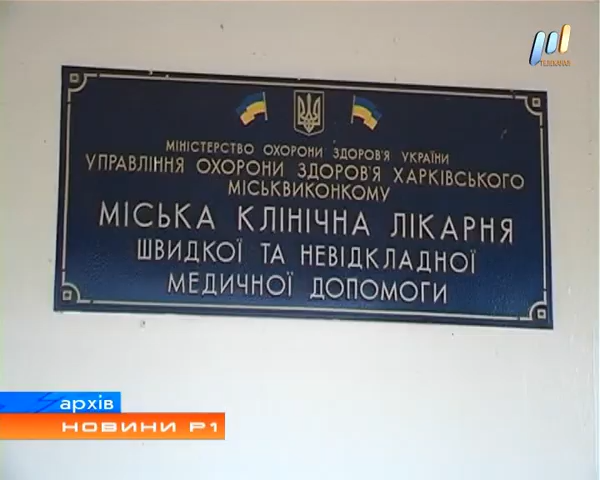 ТЕЛЕКАНАЛ
МІНІСТЕРСТВО ОХОРОНИ ЗДОРОВ'Я УКРАЇНИ
УПРАВЛІННЯ ОХОРОНИ ЗДОРОВ'Я ХАРКІВСЬКОГО
МІСЬКВИКОНКОМУ
МІСЬКА КЛІНІЧНА ЛІКАРНЯ
ШВИДКОЇ ТА НЕВІДКЛАДНОЇ
МЕДИЧНОЇ ДОПОМОГИ
архів
НОВИНИ Р1